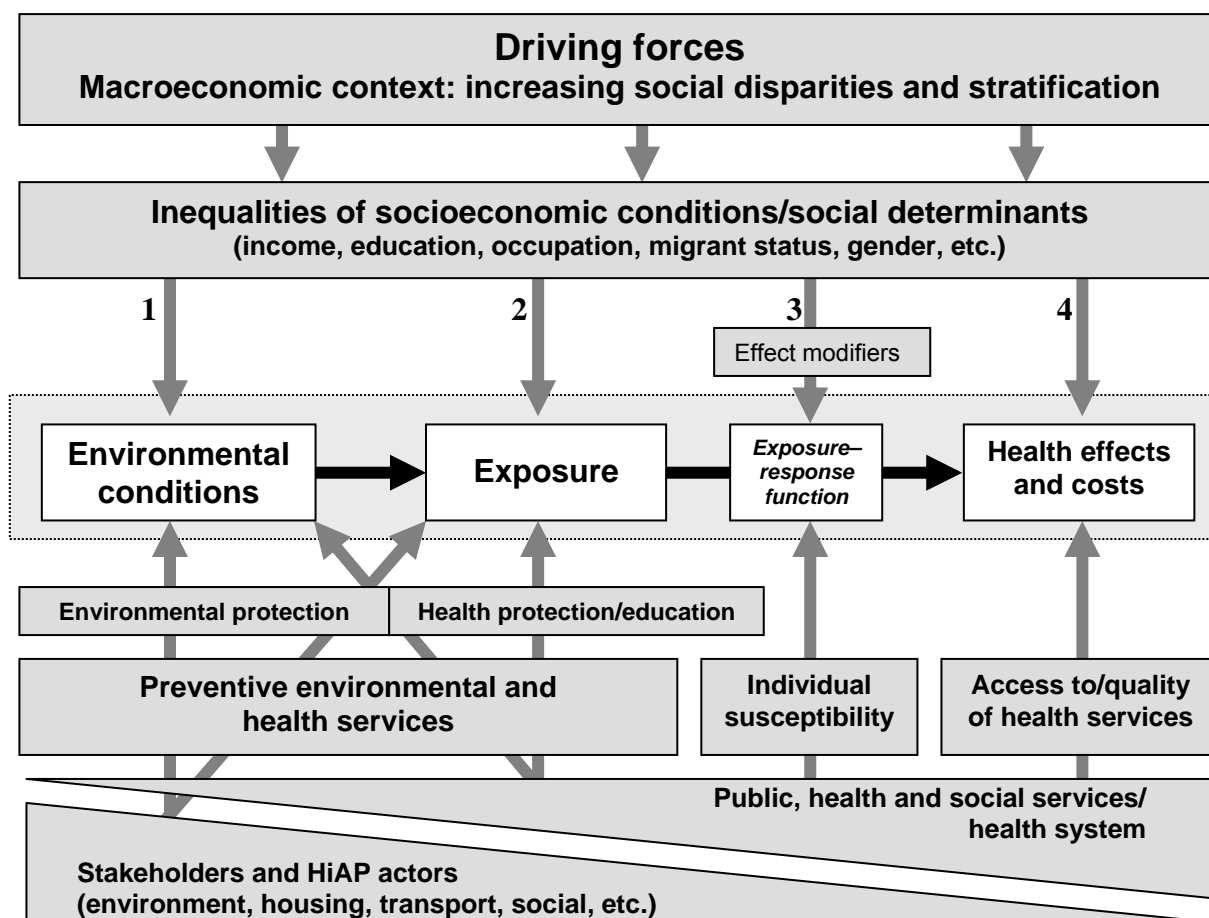 Driving forces
Macroeconomic context: increasing social disparities and stratification
Inequalities of socioeconomic conditions/social determinants
(income, education, occupation, migrant status, gender, etc.)
1
2
3
4
Effect modifiers
Environmental
conditions
Exposure
Exposure–
response
function
Health effects
and costs
Environmental protection
Health protection/education
Preventive environmental and
health services
Individual
susceptibility
Access to/quality
of health services
Public, health and social services/
health system
Stakeholders and HiAP actors
(environment, housing, transport, social, etc.)